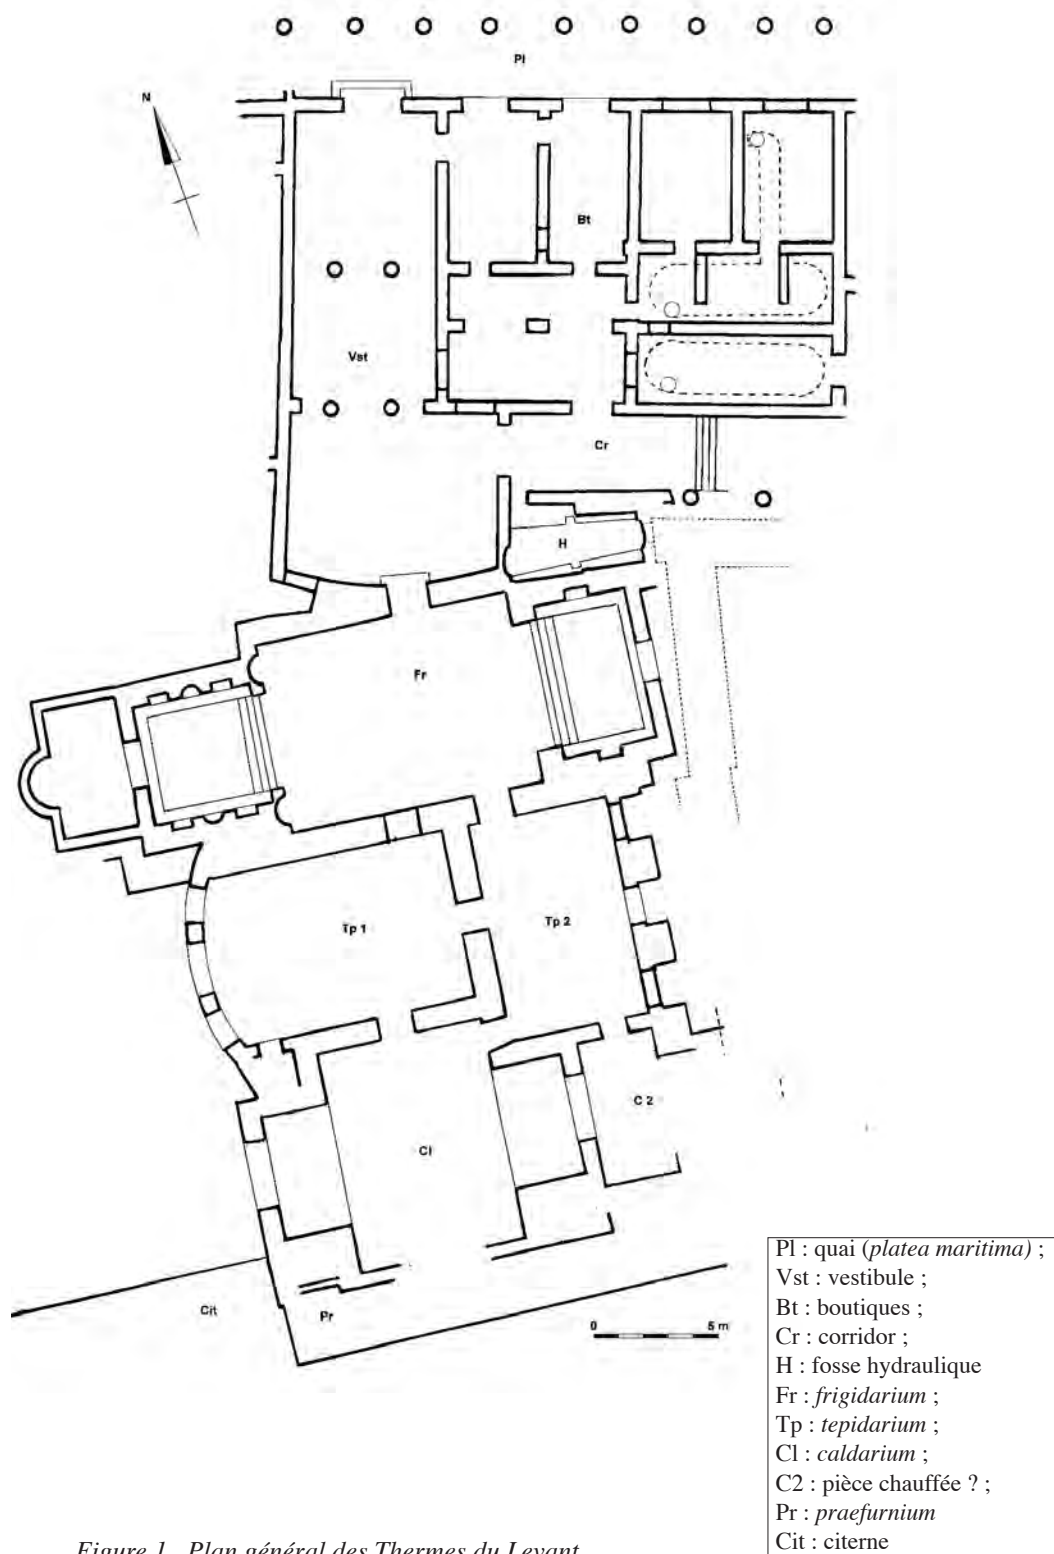 Pl
N
Bt
Vst
Cr
H
Fr
Tp 1
Tp 2
C 2
Cl
Cit
Pr
0 5 m
Pl : quai (platea maritima) ;
Vst : vestibule ;
Bt : boutiques ;
Cr : corridor ;
H : fosse hydraulique
Fr : frigidarium ;
Tp : tepidarium ;
Cl : caldarium ;
C2 : pièce chauffée ? ;
Pr : praefurnium
Cit : citerne
Figure 1. Plan général des Thermes du Levant